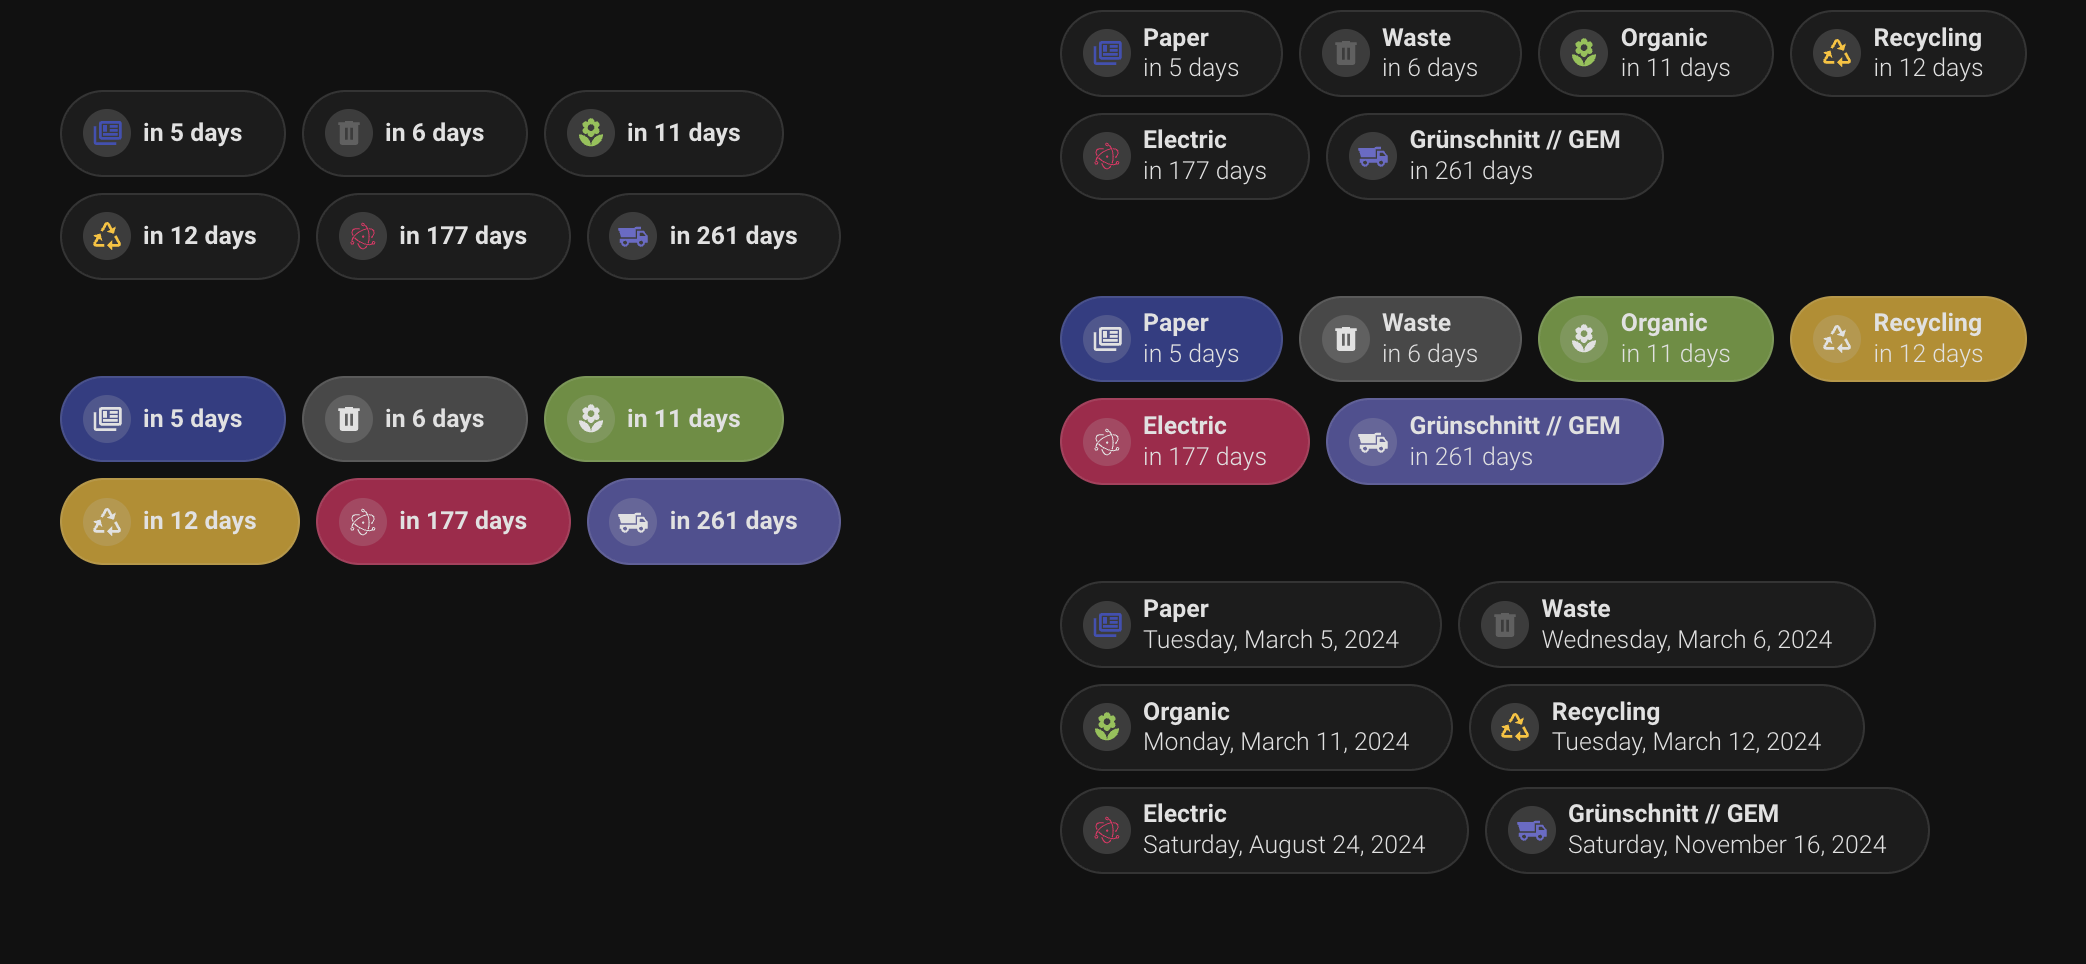 in 5 days
in 6 days
in 11 days
in 12 days
in 177 days
in 261 days
in 5 days
in 6 days
in 11 days
in 12 days
in 177 days
in 261 days
Paper
in 5 days
Waste
in 6 days
Organic
in 11 days
Recycling
in 12 days
Electric
in 177 days
Grünschnitt // GEM
in 261 days
Paper
in 5 days
Waste
in 6 days
Organic
in 11 days
Recycling
in 12 days
Electric
in 177 days
Grünschnitt // GEM
in 261 days
Paper
Tuesday, March 5, 2024
Waste
Wednesday, March 6, 2024
Organic
Monday, March 11, 2024
Recycling
Tuesday, March 12, 2024
Electric
Saturday, August 24, 2024
Grünschnitt // GEM
Saturday, November 16, 2024